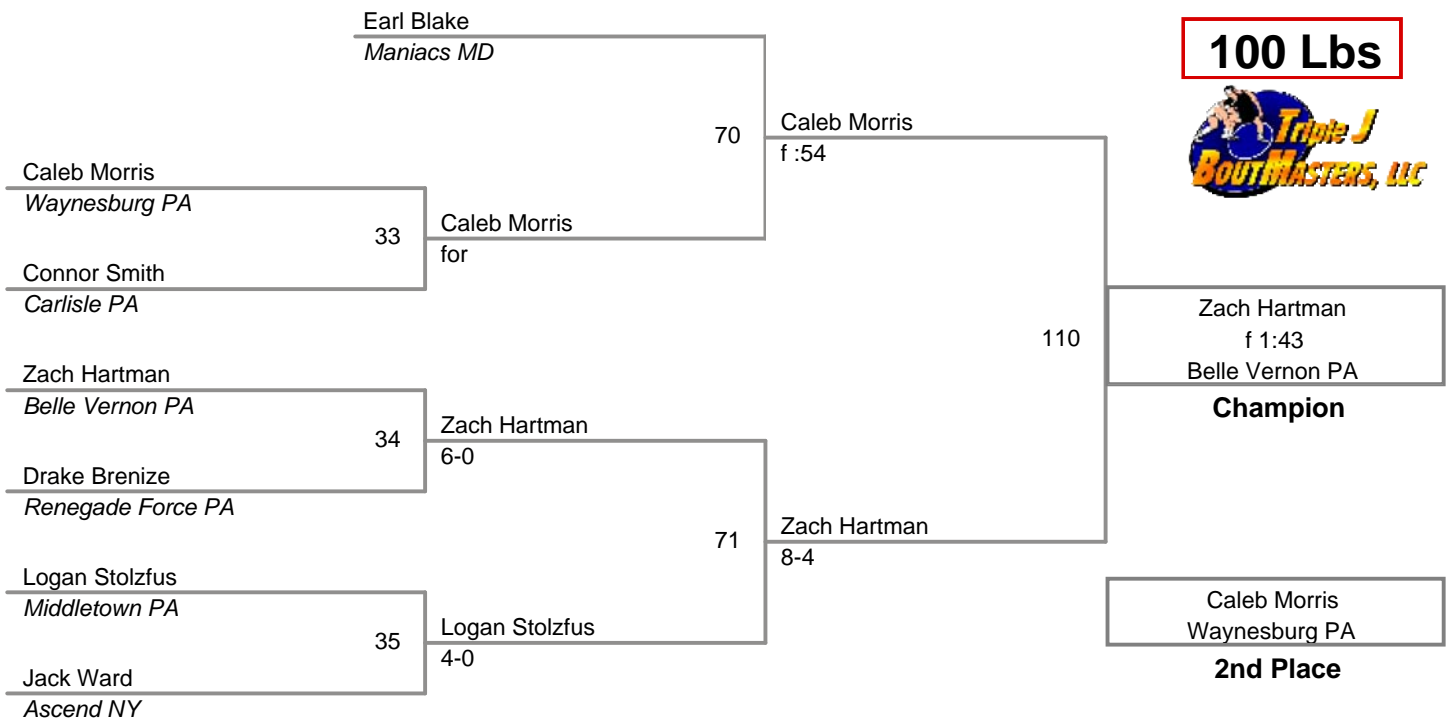 Earl Blake
Maniacs MD
100 Lbs
Triple J
BOUTMASTERS, LLC
70
Caleb Morris
f :54
Caleb Morris
Waynesburg PA
33
Caleb Morris
for
Connor Smith
Carlisle PA
110
Zach Hartman
f 1:43
Belle Vernon PA
Champion
Zach Hartman
Belle Vernon PA
34
Zach Hartman
6-0
Drake Brenize
Renegade Force PA
71
Zach Hartman
8-4
Logan Stolzfus
Middletown PA
35
Logan Stolzfus
4-0
Jack Ward
Ascend NY
Caleb Morris
Waynesburg PA
2nd Place